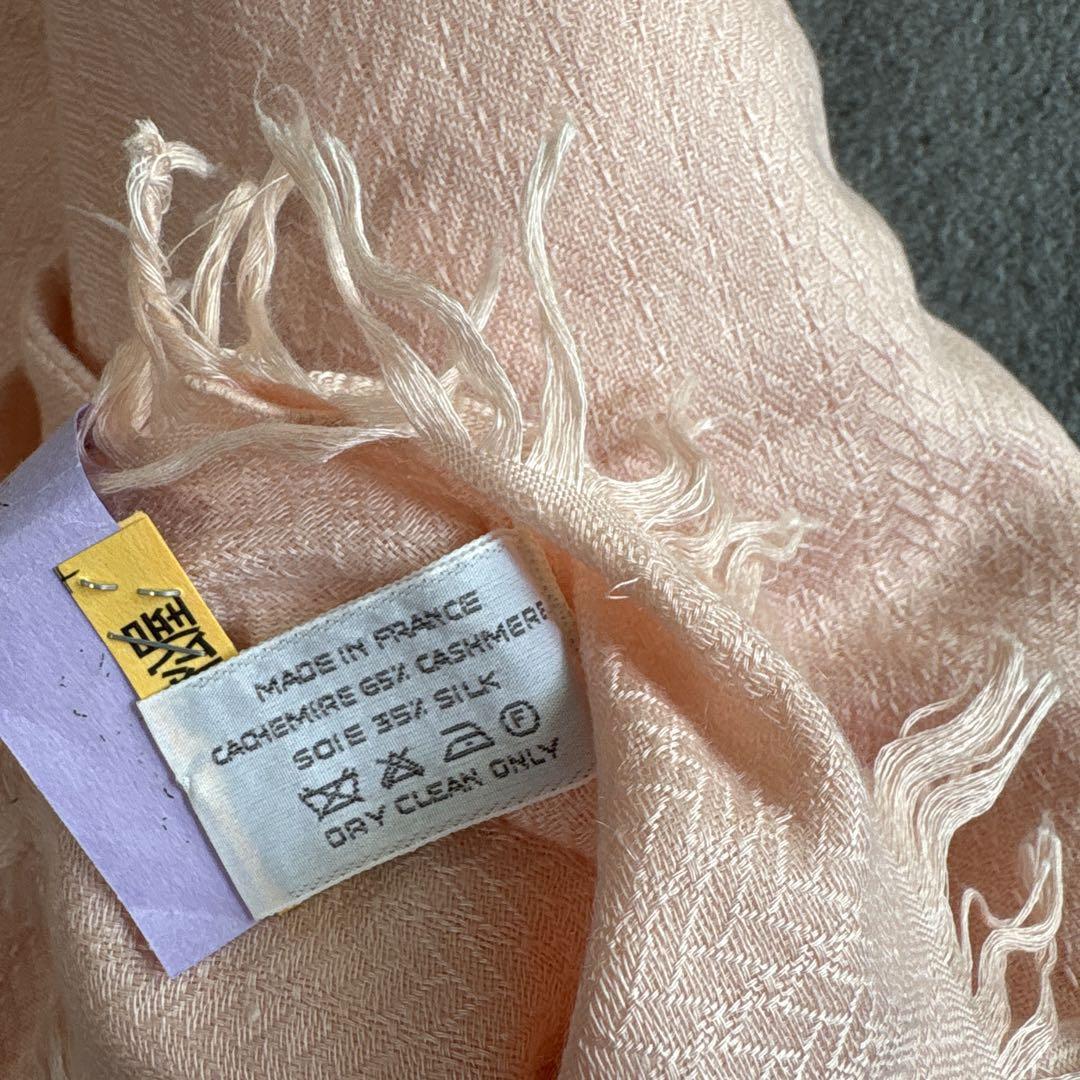 MADE IN FRANCE
CACHEMIRE 65% CASHMERE
SOIE 35% SILK
F
DRY CLEAN ONLY